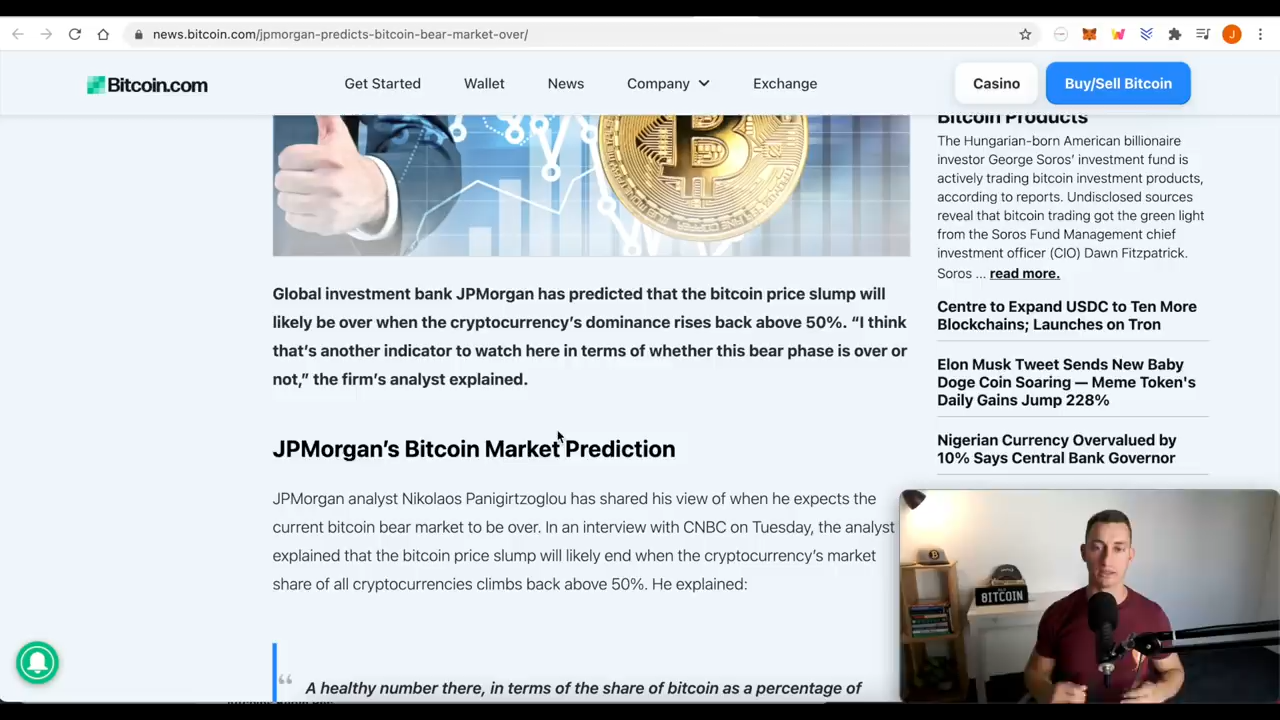 news.bitcoin.com/jpmorgan-predicts-bitcoin-bear-market-over/
J
Bitcoin.com
Get Started
Wallet
News
Company
Exchange
Casino
Buy/Sell Bitcoin
Global investment bank JPMorgan has predicted that the bitcoin price slump will
likely be over when the cryptocurrency's dominance rises back above 50%. “I think
that's another indicator to watch here in terms of whether this bear phase is over or
not,” the firm's analyst explained.
JPMorgan's Bitcoin Market Prediction
JPMorgan analyst Nikolaos Panigirtzoglou has shared his view of when he expects the
current bitcoin bear market to be over. In an interview with CNBC on Tuesday, the analyst
explained that the bitcoin price slump will likely end when the cryptocurrency's market
share of all cryptocurrencies climbs back above 50%. He explained:
“ A healthy number there, in terms of the share of bitcoin as a percentage of
Bitcoin Products
The Hungarian-born American billionaire
investor George Soros' investment fund is
actively trading bitcoin investment products,
according to reports. Undisclosed sources
reveal that bitcoin trading got the green light
from the Soros Fund Management chief
investment officer (CIO) Dawn Fitzpatrick.
Soros ... read more.
Centre to Expand USDC to Ten More
Blockchains; Launches on Tron
Elon Musk Tweet Sends New Baby
Doge Coin Soaring — Meme Token's
Daily Gains Jump 228%
Nigerian Currency Overvalued by
10% Says Central Bank Governor
BITCOIN